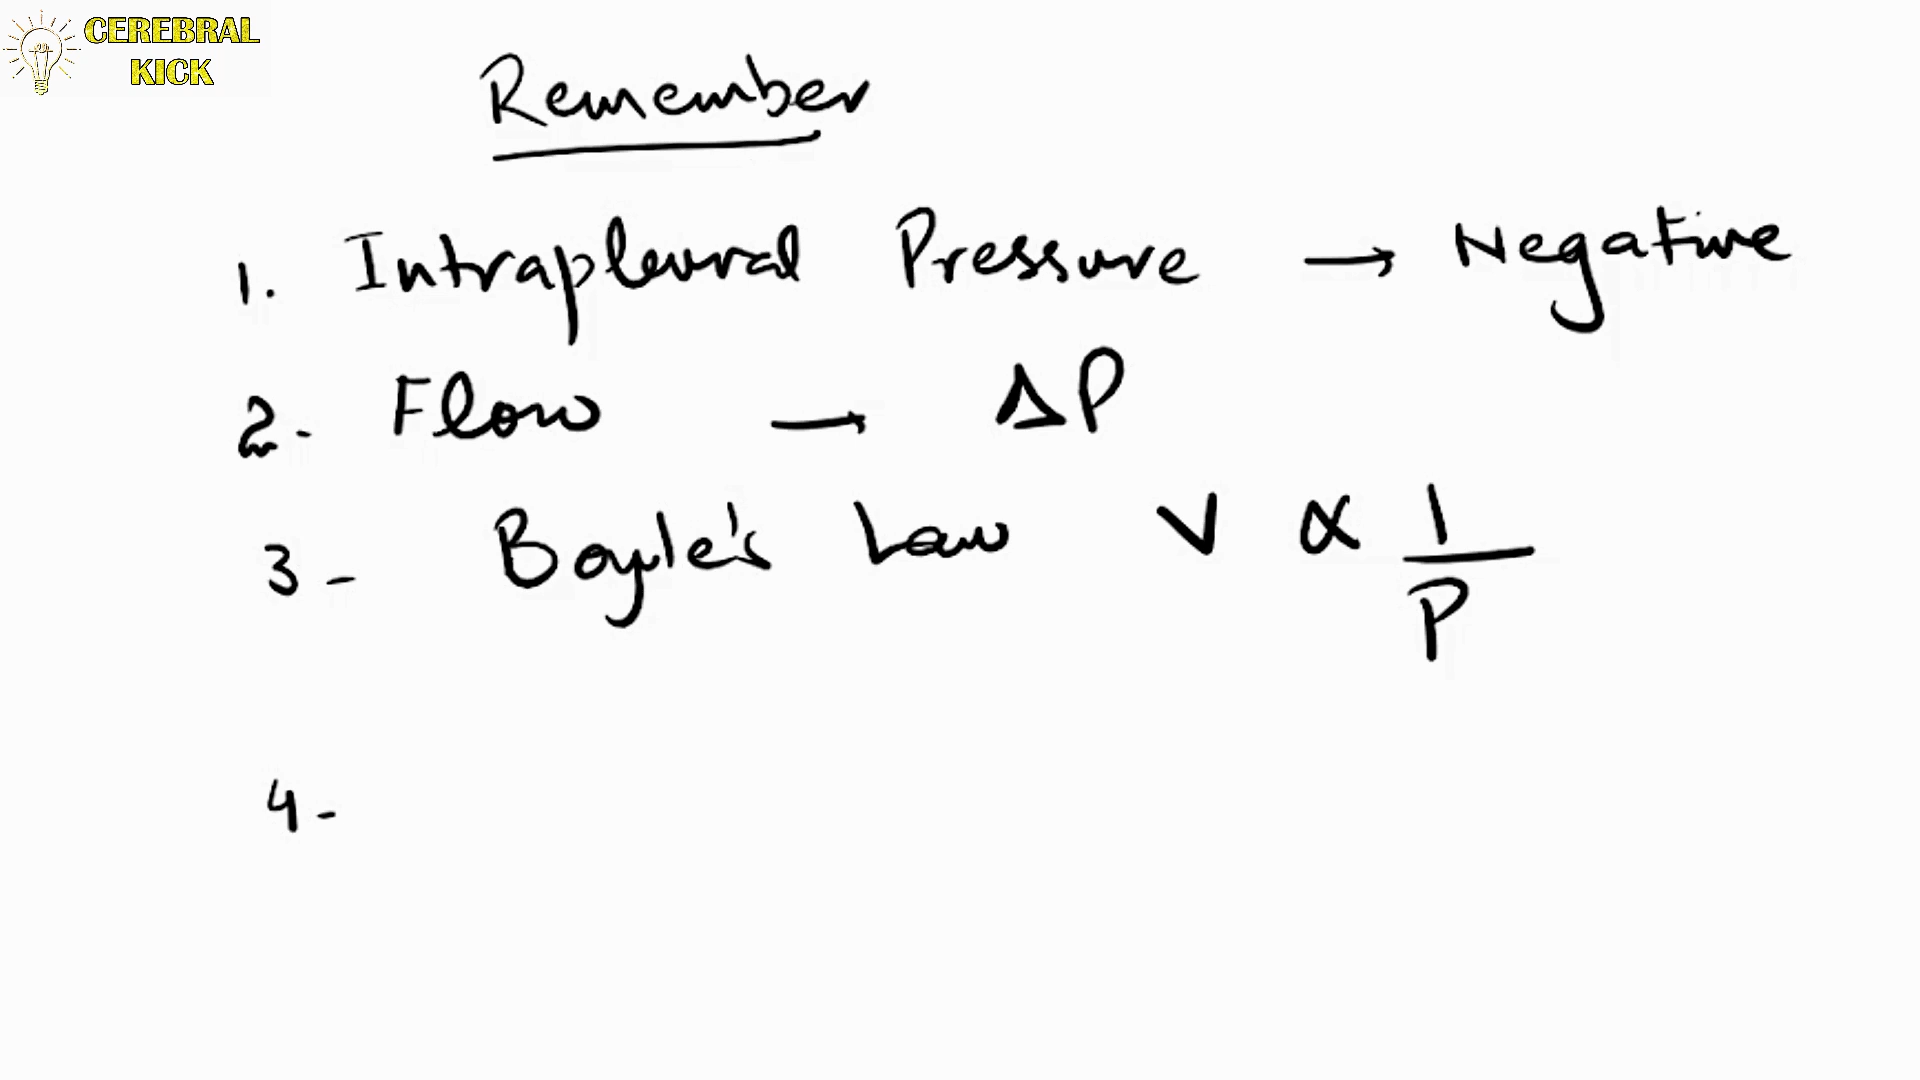 CEREBRAL
KICK
Remember
1. Intrapleural Pressure → Negative
2- Flow → ΔP
3- Boyle's Law V ∝ 1/P
4-